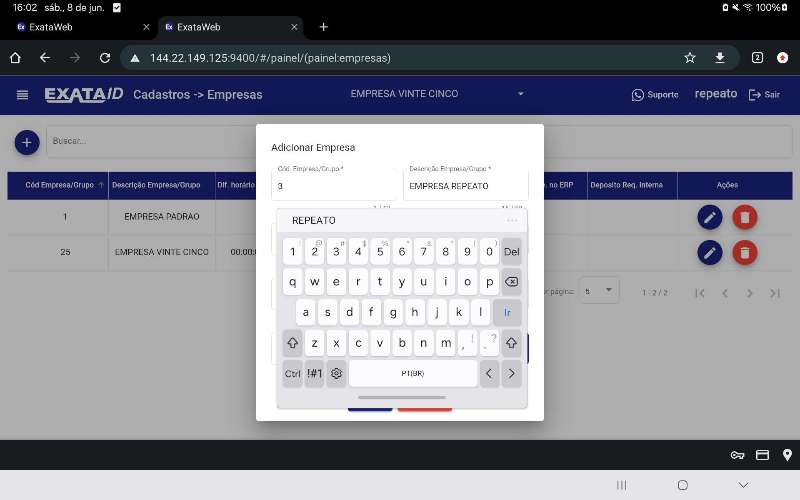 16:02 sáb., 8 de jun. 100%
Ex ExataWeb
Ex ExataWeb
144.22.149.125:9400/#/painel/(painel:empresas)
2
EXATA ID Cadastros -> Empresas EMPRESA VINTE CINCO Suporte repeato Sair
Buscar...
Cód Empresa/Grupo Descrição Empresa/Grupo Dif. horário no ERP Deposito Req. Interna Ações
1 EMPRESA PADRAO
25 EMPRESA VINTE CINCO 00:00:
página: 5 1 - 2 / 2
Adicionar Empresa
Cód. Empresa/Grupo *
3
Descrição Empresa/Grupo *
EMPRESA REPEATO
REPEATO
1 2 3 4 5 6 7 8 9 0 Del
q w e r t y u i o p
a s d f g h j k l Ir
z x c v b n m , ! . ?
Ctrl !#1 PT(BR) < >